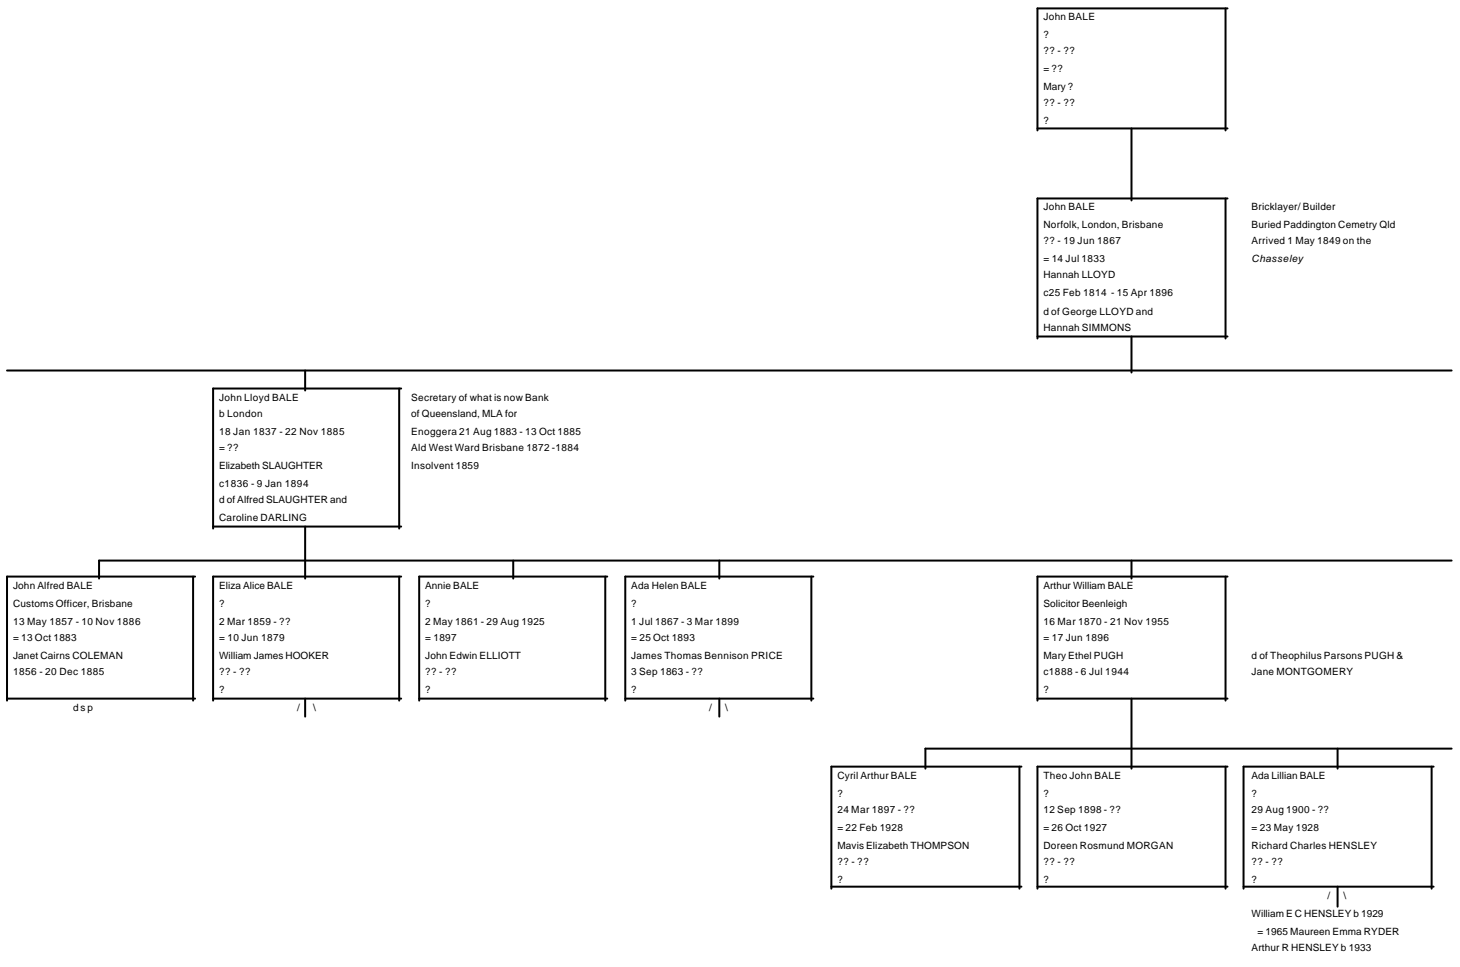 John BALE
?
?? - ??
= ??
Mary ?
?? - ??
?
John BALE
Norfolk, London, Brisbane
?? - 19 Jun 1867
= 14 Jul 1833
Hannah LLOYD
c25 Feb 1814 - 15 Apr 1896
d of George LLOYD and
Hannah SIMMONS
Bricklayer/ Builder
Buried Paddington Cemetry Qld
Arrived 1 May 1849 on the
Chasseley
John Lloyd BALE
b London
18 Jan 1837 - 22 Nov 1885
= ??
Elizabeth SLAUGHTER
c1836 - 9 Jan 1894
d of Alfred SLAUGHTER and
Caroline DARLING
Secretary of what is now Bank
of Queensland, MLA for
Enoggera 21 Aug 1883 - 13 Oct 1885
Ald West Ward Brisbane 1872 -1884
Insolvent 1859
John Alfred BALE
Customs Officer, Brisbane
13 May 1857 - 10 Nov 1886
= 13 Oct 1883
Janet Cairns COLEMAN
1856 - 20 Dec 1885
d s p
Eliza Alice BALE
?
2 Mar 1859 - ??
= 10 Jun 1879
William James HOOKER
?? - ??
?
/ \
Annie BALE
?
2 May 1861 - 29 Aug 1925
= 1897
John Edwin ELLIOTT
?? - ??
?
Ada Helen BALE
?
1 Jul 1867 - 3 Mar 1899
= 25 Oct 1893
James Thomas Bennison PRICE
3 Sep 1863 - ??
?
/ \
Arthur William BALE
Solicitor Beenleigh
16 Mar 1870 - 21 Nov 1955
= 17 Jun 1896
Mary Ethel PUGH
c1888 - 6 Jul 1944
?
d of Theophilus Parsons PUGH &
Jane MONTGOMERY
Cyril Arthur BALE
?
24 Mar 1897 - ??
= 22 Feb 1928
Mavis Elizabeth THOMPSON
?? - ??
?
Theo John BALE
?
12 Sep 1898 - ??
= 26 Oct 1927
Doreen Rosmund MORGAN
?? - ??
?
Ada Lillian BALE
?
29 Aug 1900 - ??
= 23 May 1928
Richard Charles HENSLEY
?? - ??
?
/ \
William E C HENSLEY b 1929
= 1965 Maureen Emma RYDER
Arthur R HENSLEY b 1933